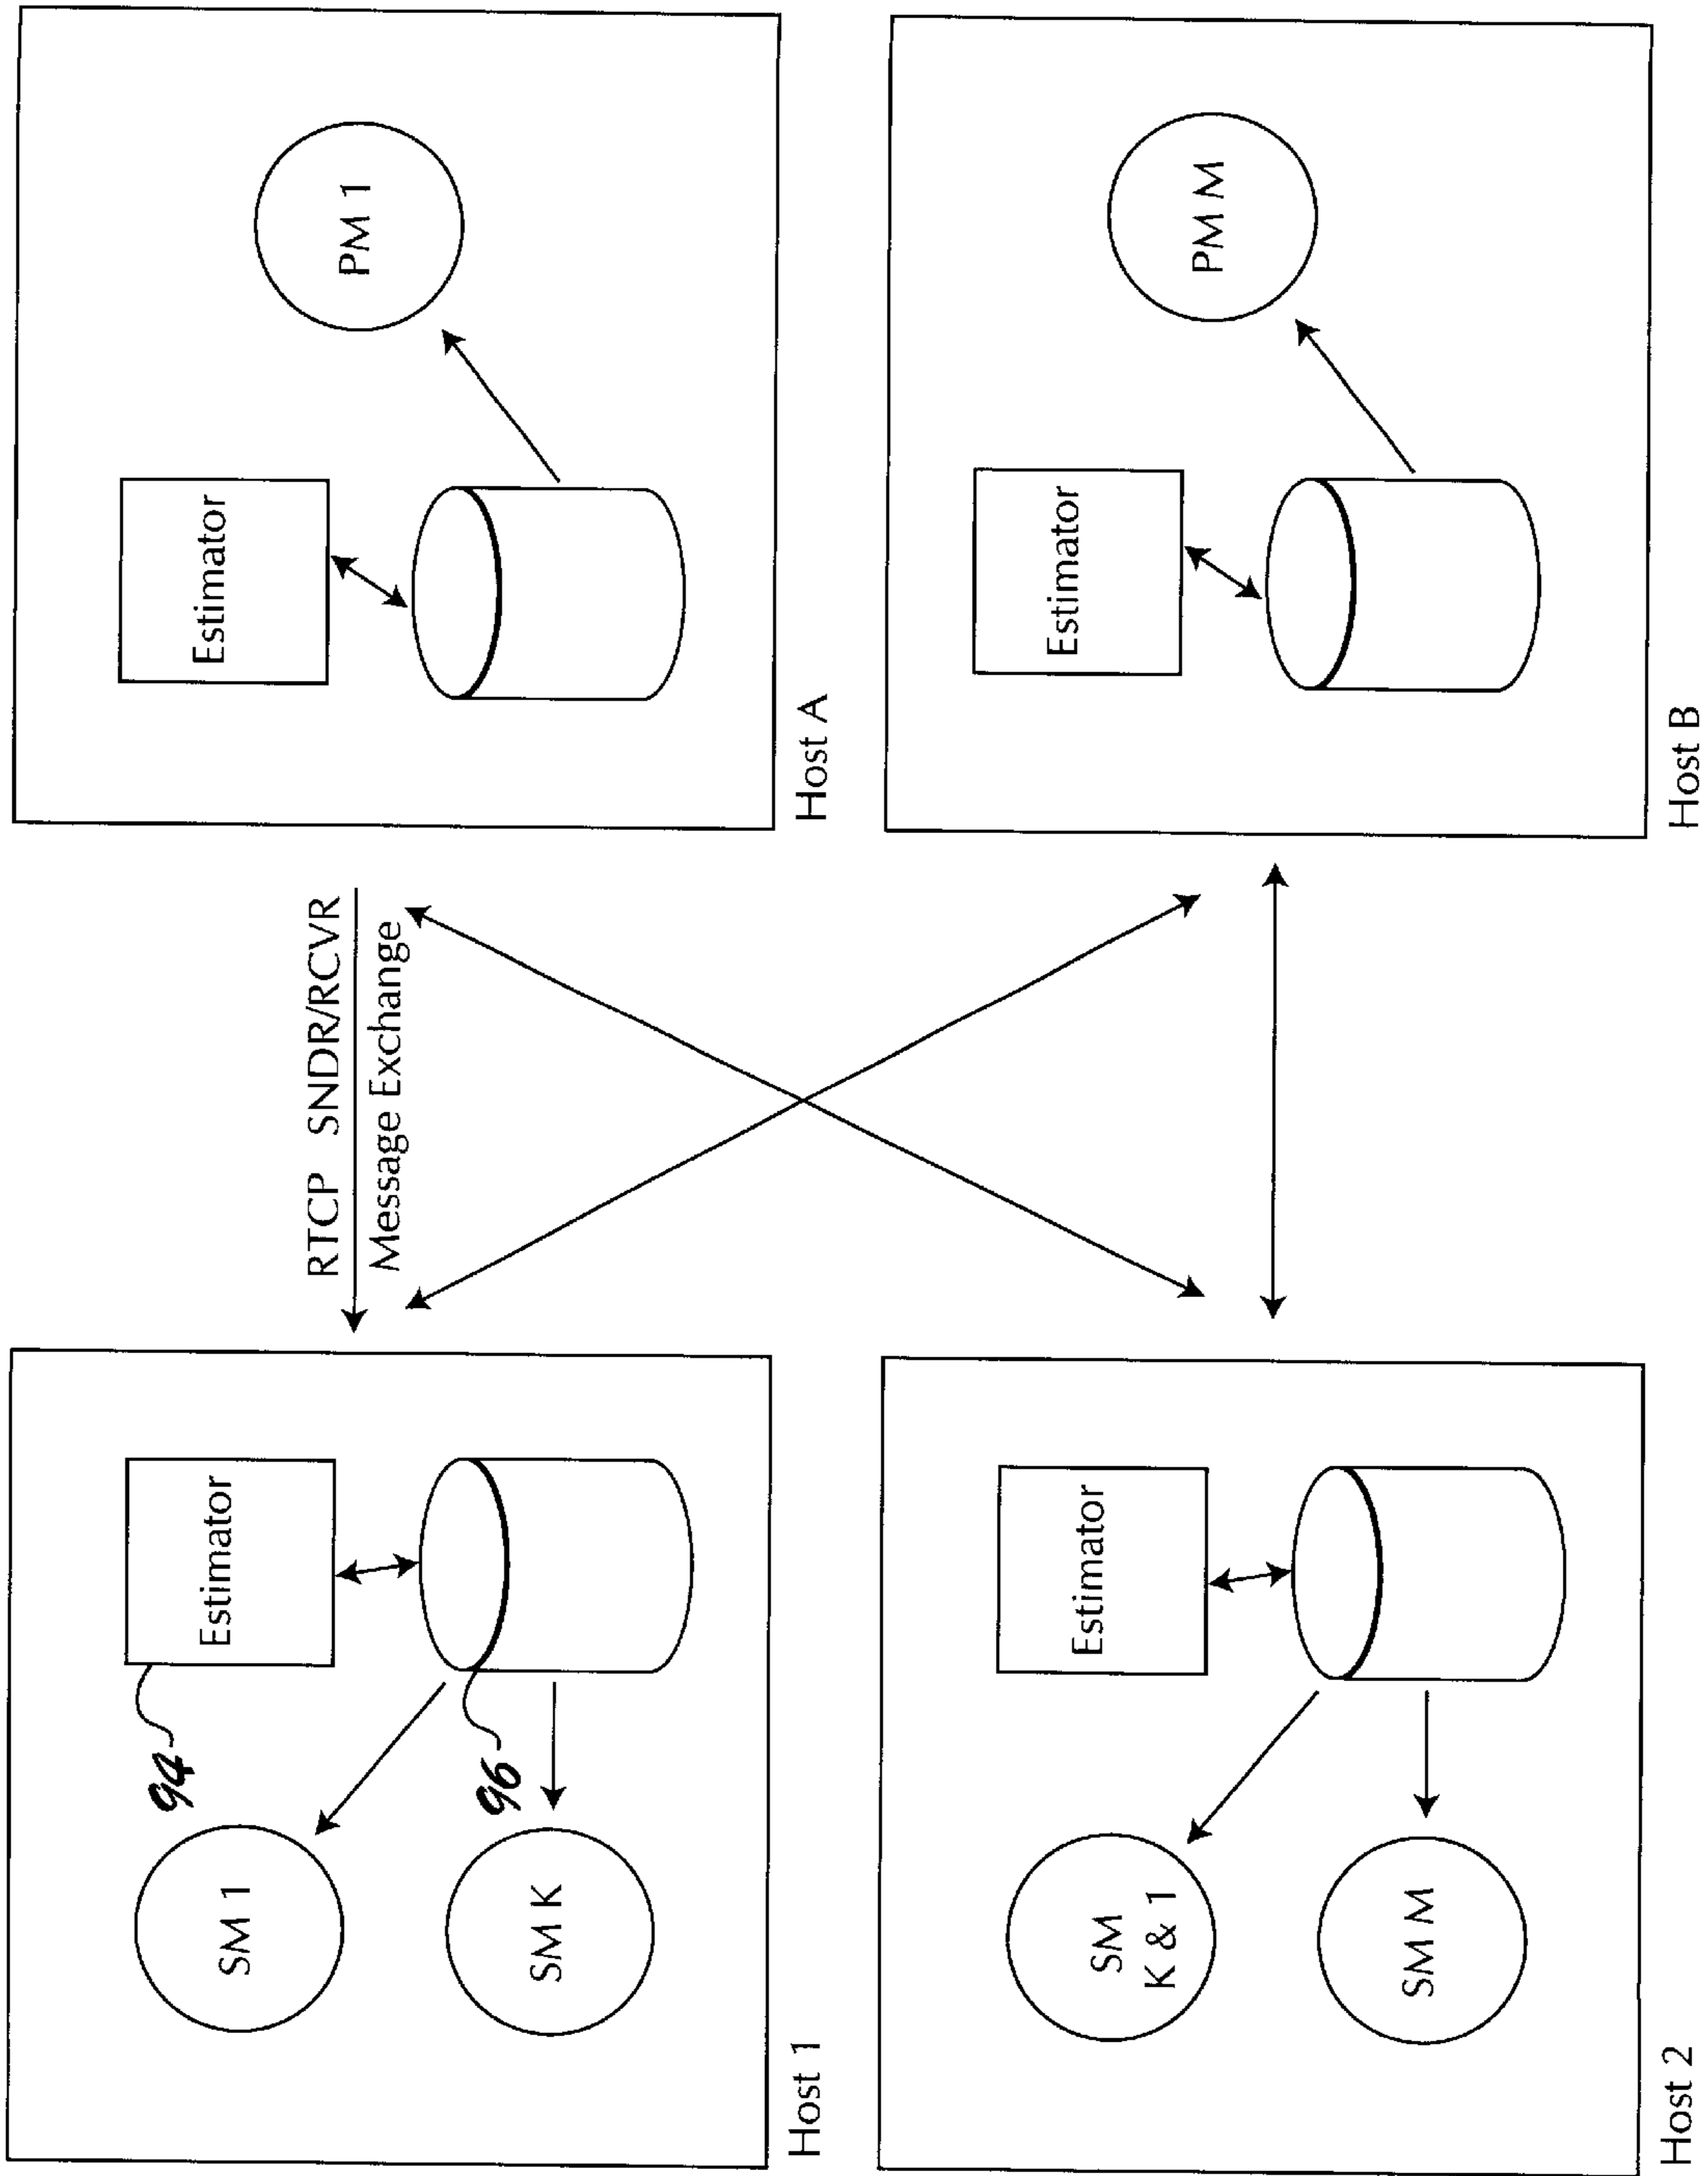 Host 1
SM 1
94
Estimator
SM K
96
RTCP SNDR/RCVR
Message Exchange
Host A
Estimator
PM 1
Host 2
SM
K & 1
Estimator
SM M
Host B
Estimator
PM M